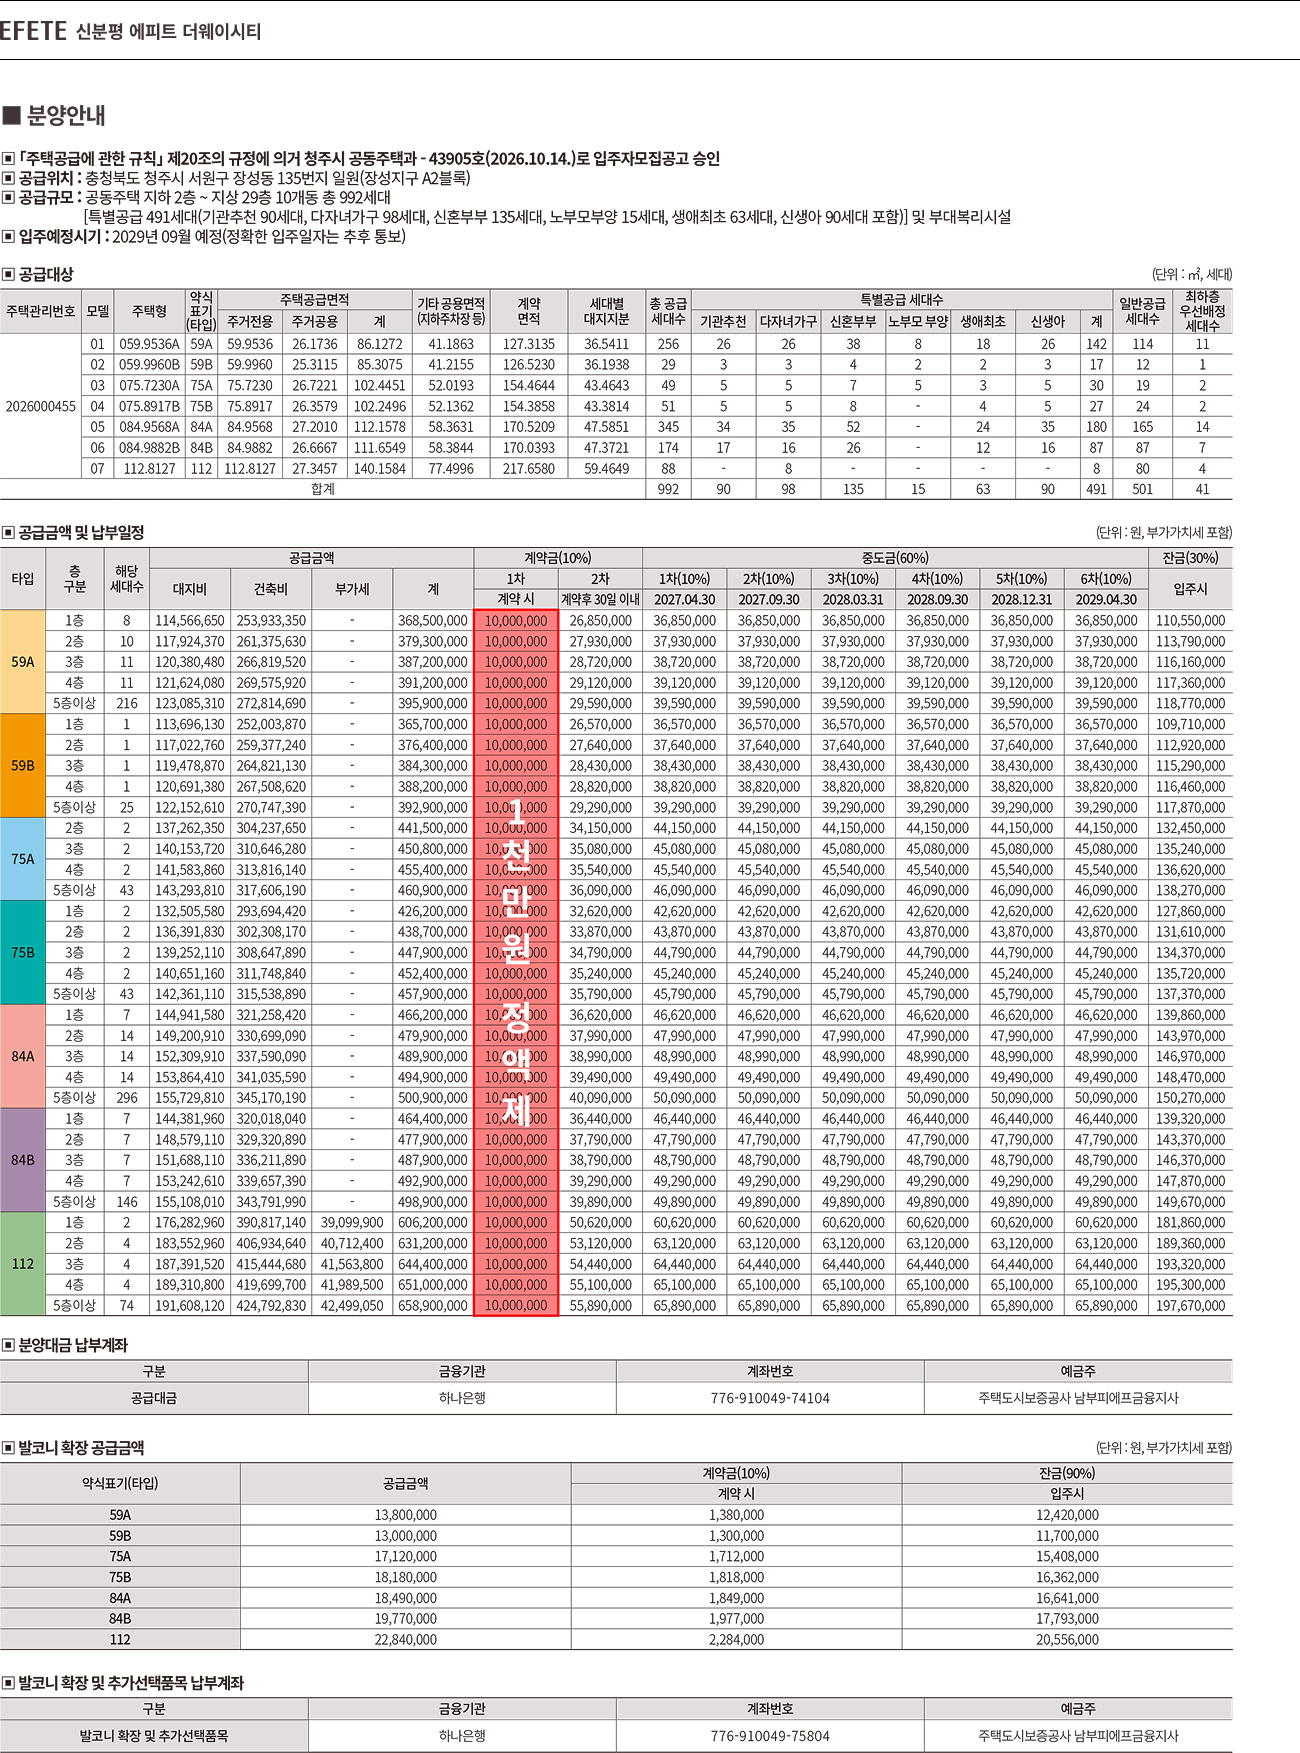 EFETE 신분평 에피트 더웨이시티
■ 분양안내
▣ 「주택공급에 관한 규칙」 제20조의 규정에 의거 청주시 공동주택과 - 43905호(2026.10.14.)로 입주자모집공고 승인
▣ 공급위치 : 충청북도 청주시 서원구 장성동 135번지 일원(장성지구 A2블록)
▣ 공급규모 : 공동주택 지하 2층 ~ 지상 29층 10개동 총 992세대
[특별공급 491세대(기관추천 90세대, 다자녀가구 98세대, 신혼부부 135세대, 노부모부양 15세대, 생애최초 63세대, 신생아 90세대 포함)] 및 부대복리시설
▣ 입주예정시기 : 2029년 09월 예정(정확한 입주일자는 추후 통보)
▣ 공급대상 (단위 : ㎡, 세대)
주택관리번호 모델 주택형 약식표기(타입) 주택공급면적 기타 공용면적(지하주차장 등) 계약면적 세대별 대지지분 총 공급 세대수 특별공급 세대수 일반공급 세대수 최하층 우선배정 세대수
주거전용 주거공용 계 기관추천 다자녀가구 신혼부부 노부모 부양 생애최초 신생아 계
2026000455
01 059.9536A 59A 59.9536 26.1736 86.1272 41.1863 127.3135 36.5411 256 26 26 38 8 18 26 142 114 11
02 059.9960B 59B 59.9960 25.3115 85.3075 41.2155 126.5230 36.1938 29 3 3 4 2 2 3 17 12 1
03 075.7230A 75A 75.7230 26.7221 102.4451 52.0193 154.4644 43.4643 49 5 5 7 5 3 5 30 19 2
04 075.8917B 75B 75.8917 26.3579 102.2496 52.1362 154.3858 43.3814 51 5 5 8 - 4 5 27 24 2
05 084.9568A 84A 84.9568 27.2010 112.1578 58.3631 170.5209 47.5851 345 34 35 52 - 24 35 180 165 14
06 084.9882B 84B 84.9882 26.6667 111.6549 58.3844 170.0393 47.3721 174 17 16 26 - 12 16 87 87 7
07 112.8127 112 112.8127 27.3457 140.1584 77.4996 217.6580 59.4649 88 - 8 - - - - 8 80 4
합계 992 90 98 135 15 63 90 491 501 41
▣ 공급금액 및 납부일정 (단위 : 원, 부가가치세 포함)
타입 층 구분 해당 세대수 공급금액 계약금(10%) 중도금(60%) 잔금(30%)
대지비 건축비 부가세 계 1차 2차 1차(10%) 2차(10%) 3차(10%) 4차(10%) 5차(10%) 6차(10%) 입주시
계약 시 계약후 30일 이내 2027.04.30 2027.09.30 2028.03.31 2028.09.30 2028.12.31 2029.04.30
59A
1층 8 114,566,650 253,933,350 - 368,500,000 10,000,000 26,850,000 36,850,000 36,850,000 36,850,000 36,850,000 36,850,000 36,850,000 110,550,000
2층 10 117,924,370 261,375,630 - 379,300,000 10,000,000 27,930,000 37,930,000 37,930,000 37,930,000 37,930,000 37,930,000 37,930,000 113,790,000
3층 11 120,380,480 266,819,520 - 387,200,000 10,000,000 28,720,000 38,720,000 38,720,000 38,720,000 38,720,000 38,720,000 38,720,000 116,160,000
4층 11 121,624,080 269,575,920 - 391,200,000 10,000,000 29,120,000 39,120,000 39,120,000 39,120,000 39,120,000 39,120,000 39,120,000 117,360,000
5층이상 216 123,085,310 272,814,690 - 395,900,000 10,000,000 29,590,000 39,590,000 39,590,000 39,590,000 39,590,000 39,590,000 39,590,000 118,770,000
59B
1층 1 113,696,130 252,003,870 - 365,700,000 10,000,000 26,570,000 36,570,000 36,570,000 36,570,000 36,570,000 36,570,000 36,570,000 109,710,000
2층 1 117,022,760 259,377,240 - 376,400,000 10,000,000 27,640,000 37,640,000 37,640,000 37,640,000 37,640,000 37,640,000 37,640,000 112,920,000
3층 1 119,478,870 264,821,130 - 384,300,000 10,000,000 28,430,000 38,430,000 38,430,000 38,430,000 38,430,000 38,430,000 38,430,000 115,290,000
4층 1 120,691,380 267,508,620 - 388,200,000 10,000,000 28,820,000 38,820,000 38,820,000 38,820,000 38,820,000 38,820,000 38,820,000 116,460,000
5층이상 25 122,152,610 270,747,390 - 392,900,000 10,000,000 29,290,000 39,290,000 39,290,000 39,290,000 39,290,000 39,290,000 39,290,000 117,870,000
75A
2층 2 137,262,350 304,237,650 - 441,500,000 10,000,000 34,150,000 44,150,000 44,150,000 44,150,000 44,150,000 44,150,000 44,150,000 132,450,000
3층 2 140,153,720 310,646,280 - 450,800,000 10,000,000 35,080,000 45,080,000 45,080,000 45,080,000 45,080,000 45,080,000 45,080,000 135,240,000
4층 2 141,583,860 313,816,140 - 455,400,000 10,000,000 35,540,000 45,540,000 45,540,000 45,540,000 45,540,000 45,540,000 45,540,000 136,620,000
5층이상 43 143,293,810 317,606,190 - 460,900,000 10,000,000 36,090,000 46,090,000 46,090,000 46,090,000 46,090,000 46,090,000 46,090,000 138,270,000
75B
1층 2 132,505,580 293,694,420 - 426,200,000 10,000,000 32,620,000 42,620,000 42,620,000 42,620,000 42,620,000 42,620,000 42,620,000 127,860,000
2층 2 136,391,830 302,308,170 - 438,700,000 10,000,000 33,870,000 43,870,000 43,870,000 43,870,000 43,870,000 43,870,000 43,870,000 131,610,000
3층 2 139,252,110 308,647,890 - 447,900,000 10,000,000 34,790,000 44,790,000 44,790,000 44,790,000 44,790,000 44,790,000 44,790,000 134,370,000
4층 2 140,651,160 311,748,840 - 452,400,000 10,000,000 35,240,000 45,240,000 45,240,000 45,240,000 45,240,000 45,240,000 45,240,000 135,720,000
5층이상 43 142,361,110 315,538,890 - 457,900,000 10,000,000 35,790,000 45,790,000 45,790,000 45,790,000 45,790,000 45,790,000 45,790,000 137,370,000
84A
1층 7 144,941,580 321,258,420 - 466,200,000 10,000,000 36,620,000 46,620,000 46,620,000 46,620,000 46,620,000 46,620,000 46,620,000 139,860,000
2층 14 149,200,910 330,699,090 - 479,900,000 10,000,000 37,990,000 47,990,000 47,990,000 47,990,000 47,990,000 47,990,000 47,990,000 143,970,000
3층 14 152,309,910 337,590,090 - 489,900,000 10,000,000 38,990,000 48,990,000 48,990,000 48,990,000 48,990,000 48,990,000 48,990,000 146,970,000
4층 14 153,864,410 341,035,590 - 494,900,000 10,000,000 39,490,000 49,490,000 49,490,000 49,490,000 49,490,000 49,490,000 49,490,000 148,470,000
5층이상 296 155,729,810 345,170,190 - 500,900,000 10,000,000 40,090,000 50,090,000 50,090,000 50,090,000 50,090,000 50,090,000 50,090,000 150,270,000
84B
1층 7 144,381,960 320,018,040 - 464,400,000 10,000,000 36,440,000 46,440,000 46,440,000 46,440,000 46,440,000 46,440,000 46,440,000 139,320,000
2층 7 148,579,110 329,320,890 - 477,900,000 10,000,000 37,790,000 47,790,000 47,790,000 47,790,000 47,790,000 47,790,000 47,790,000 143,370,000
3층 7 151,688,110 336,211,890 - 487,900,000 10,000,000 38,790,000 48,790,000 48,790,000 48,790,000 48,790,000 48,790,000 48,790,000 146,370,000
4층 7 153,242,610 339,657,390 - 492,900,000 10,000,000 39,290,000 49,290,000 49,290,000 49,290,000 49,290,000 49,290,000 49,290,000 147,870,000
5층이상 146 155,108,010 343,791,990 - 498,900,000 10,000,000 39,890,000 49,890,000 49,890,000 49,890,000 49,890,000 49,890,000 49,890,000 149,670,000
112
1층 2 176,282,960 390,817,140 39,099,900 606,200,000 10,000,000 50,620,000 60,620,000 60,620,000 60,620,000 60,620,000 60,620,000 60,620,000 181,860,000
2층 4 183,552,960 406,934,640 40,712,400 631,200,000 10,000,000 53,120,000 63,120,000 63,120,000 63,120,000 63,120,000 63,120,000 63,120,000 189,360,000
3층 4 187,391,520 415,444,680 41,563,800 644,400,000 10,000,000 54,440,000 64,440,000 64,440,000 64,440,000 64,440,000 64,440,000 64,440,000 193,320,000
4층 4 189,310,800 419,699,700 41,989,500 651,000,000 10,000,000 55,100,000 65,100,000 65,100,000 65,100,000 65,100,000 65,100,000 65,100,000 195,300,000
5층이상 74 191,608,120 424,792,830 42,499,050 658,900,000 10,000,000 55,890,000 65,890,000 65,890,000 65,890,000 65,890,000 65,890,000 65,890,000 197,670,000
1천만원 정액제
▣ 분양대금 납부계좌
구분 금융기관 계좌번호 예금주
공급대금 하나은행 776-910049-74104 주택도시보증공사 남부피에프금융지사
▣ 발코니 확장 공급금액 (단위 : 원, 부가가치세 포함)
약식표기(타입) 공급금액 계약금(10%) 잔금(90%)
계약 시 입주시
59A 13,800,000 1,380,000 12,420,000
59B 13,000,000 1,300,000 11,700,000
75A 17,120,000 1,712,000 15,408,000
75B 18,180,000 1,818,000 16,362,000
84A 18,490,000 1,849,000 16,641,000
84B 19,770,000 1,977,000 17,793,000
112 22,840,000 2,284,000 20,556,000
▣ 발코니 확장 및 추가선택품목 납부계좌
구분 금융기관 계좌번호 예금주
발코니 확장 및 추가선택품목 하나은행 776-910049-75804 주택도시보증공사 남부피에프금융지사